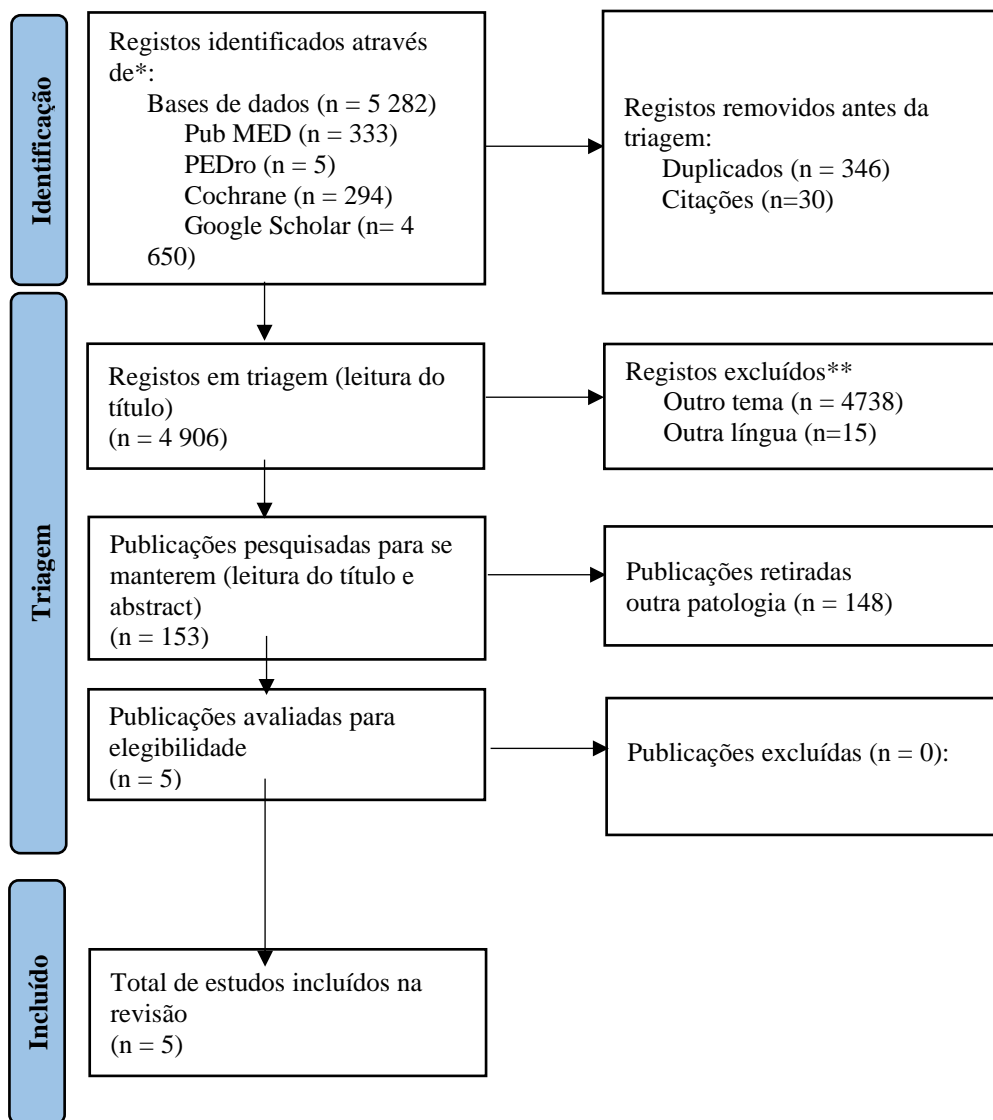 Identificação
Registos identificados através
de*:
Bases de dados (n = 5 282)
Pub MED (n = 333)
PEDro (n = 5)
Cochrane (n = 294)
Google Scholar (n= 4
650)
Registos removidos antes da
triagem:
Duplicados (n = 346)
Citações (n=30)
Triagem
Registos em triagem (leitura do
título)
(n = 4 906)
Registos excluídos**
Outro tema (n = 4738)
Outra língua (n=15)
Publicações pesquisadas para se
manterem (leitura do título e
abstract)
(n = 153)
Publicações retiradas
outra patologia (n = 148)
Publicações avaliadas para
elegibilidade
(n = 5)
Publicações excluídas (n = 0):
Incluído
Total de estudos incluídos na
revisão
(n = 5)